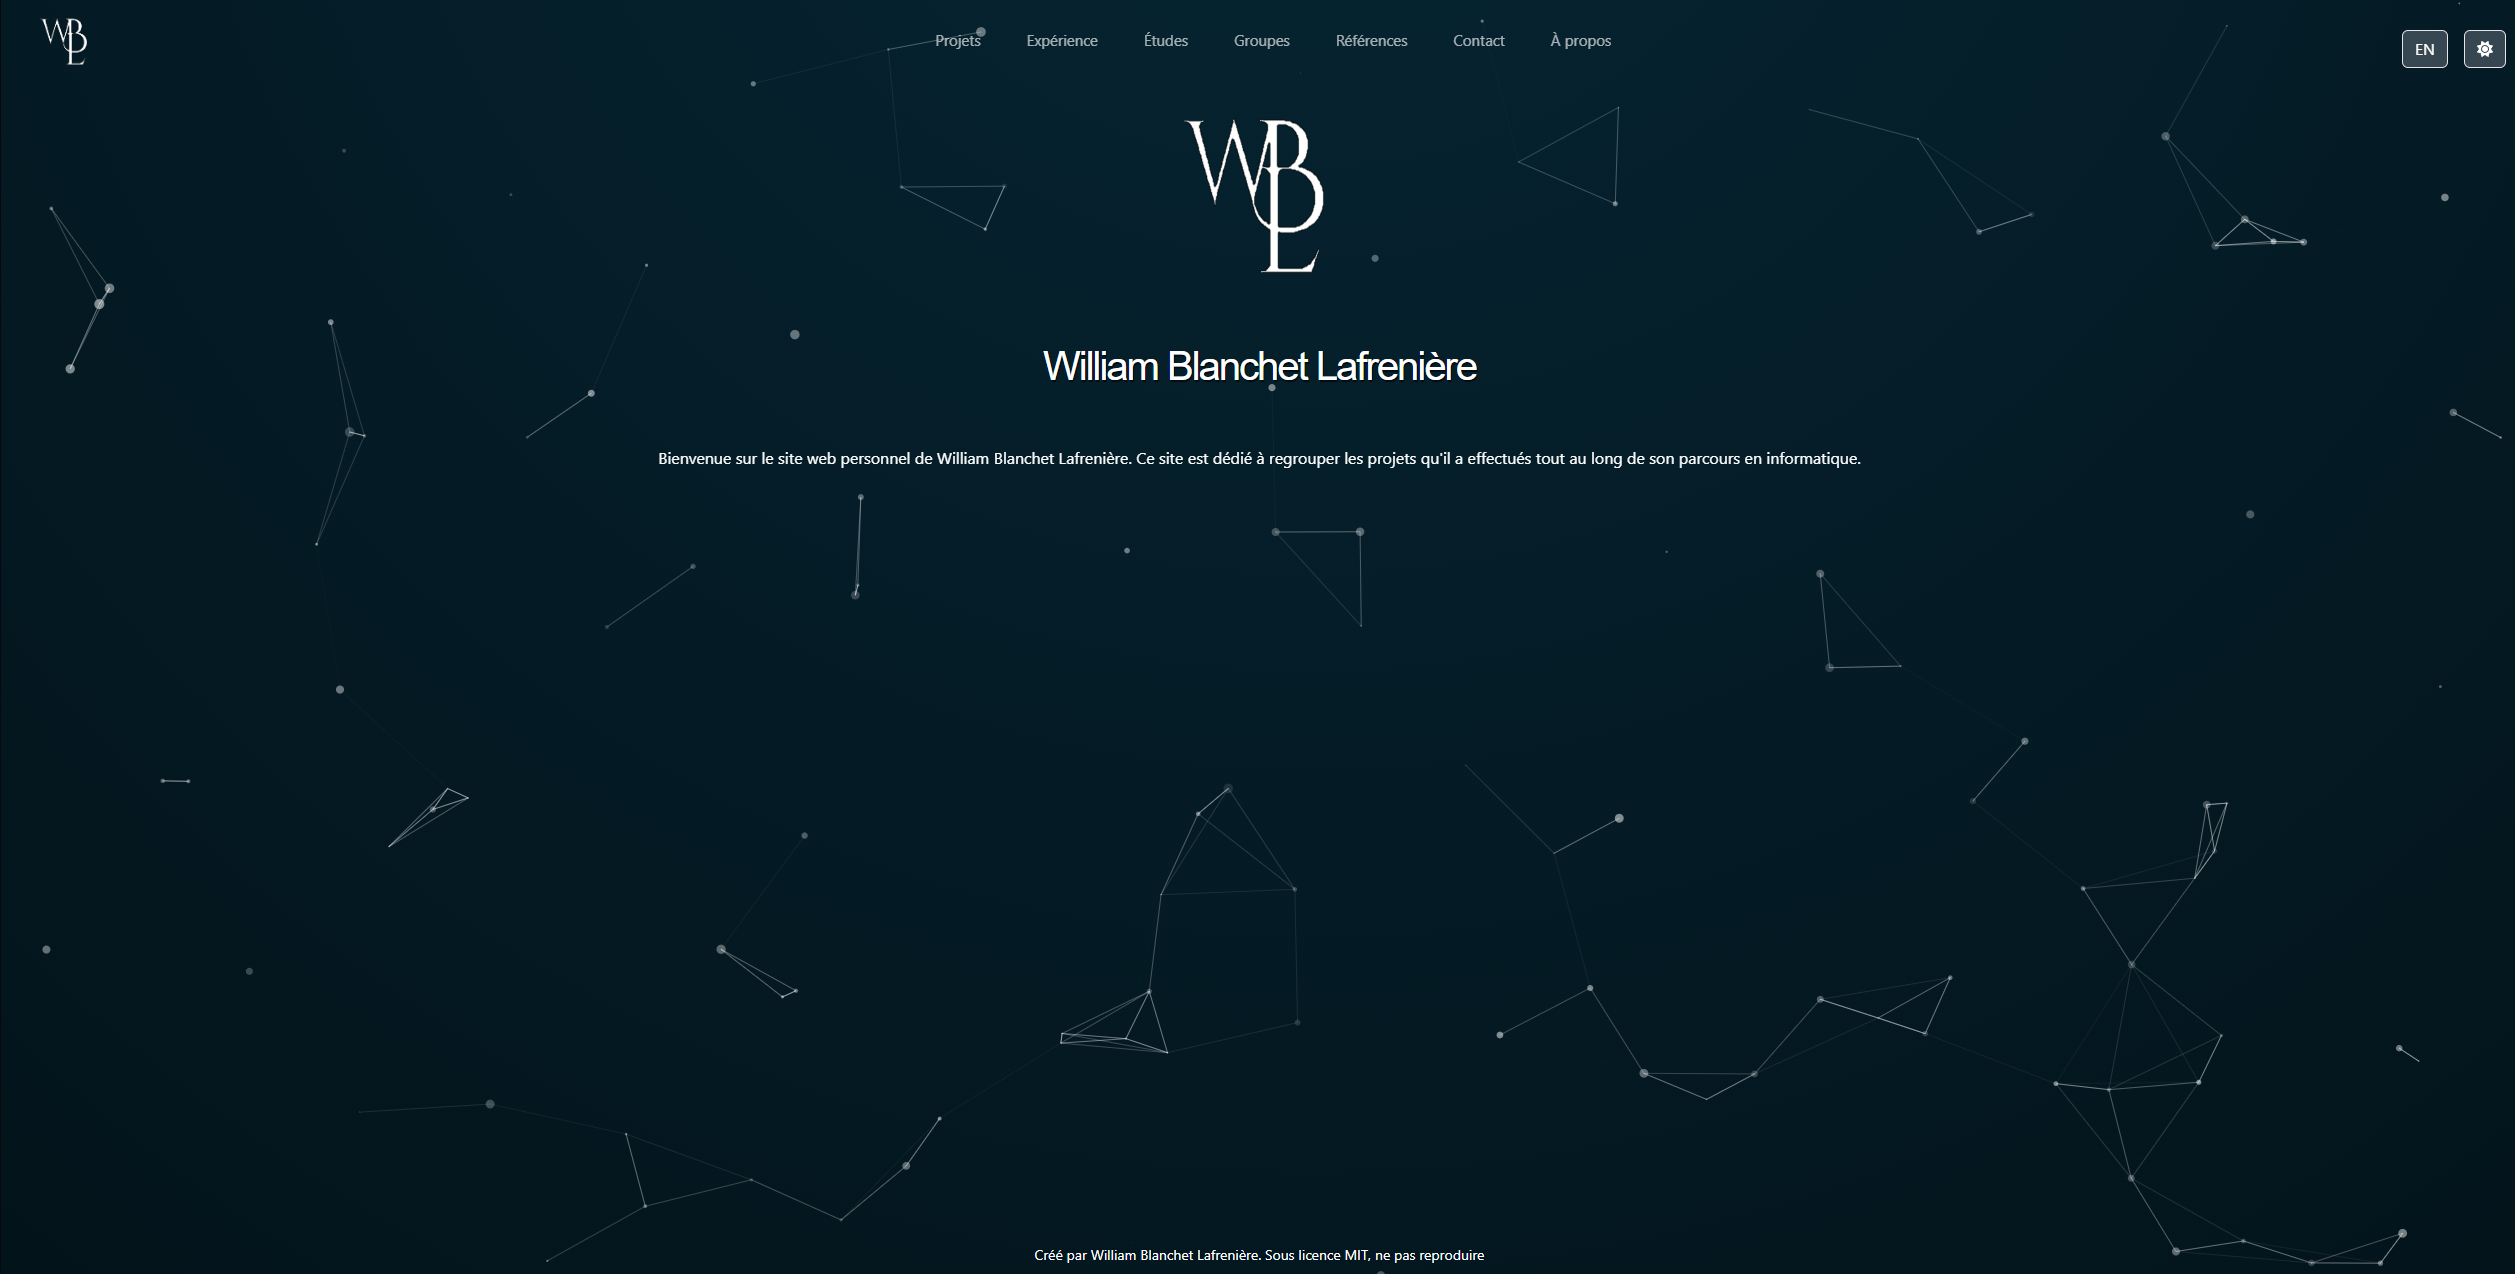 WBL
Projets Expérience Études Groupes Références Contact À propos
EN
WBL
William Blanchet Lafrenière
Bienvenue sur le site web personnel de William Blanchet Lafrenière. Ce site est dédié à regrouper les projets qu'il a effectués tout au long de son parcours en informatique.
Créé par William Blanchet Lafrenière. Sous licence MIT, ne pas reproduire